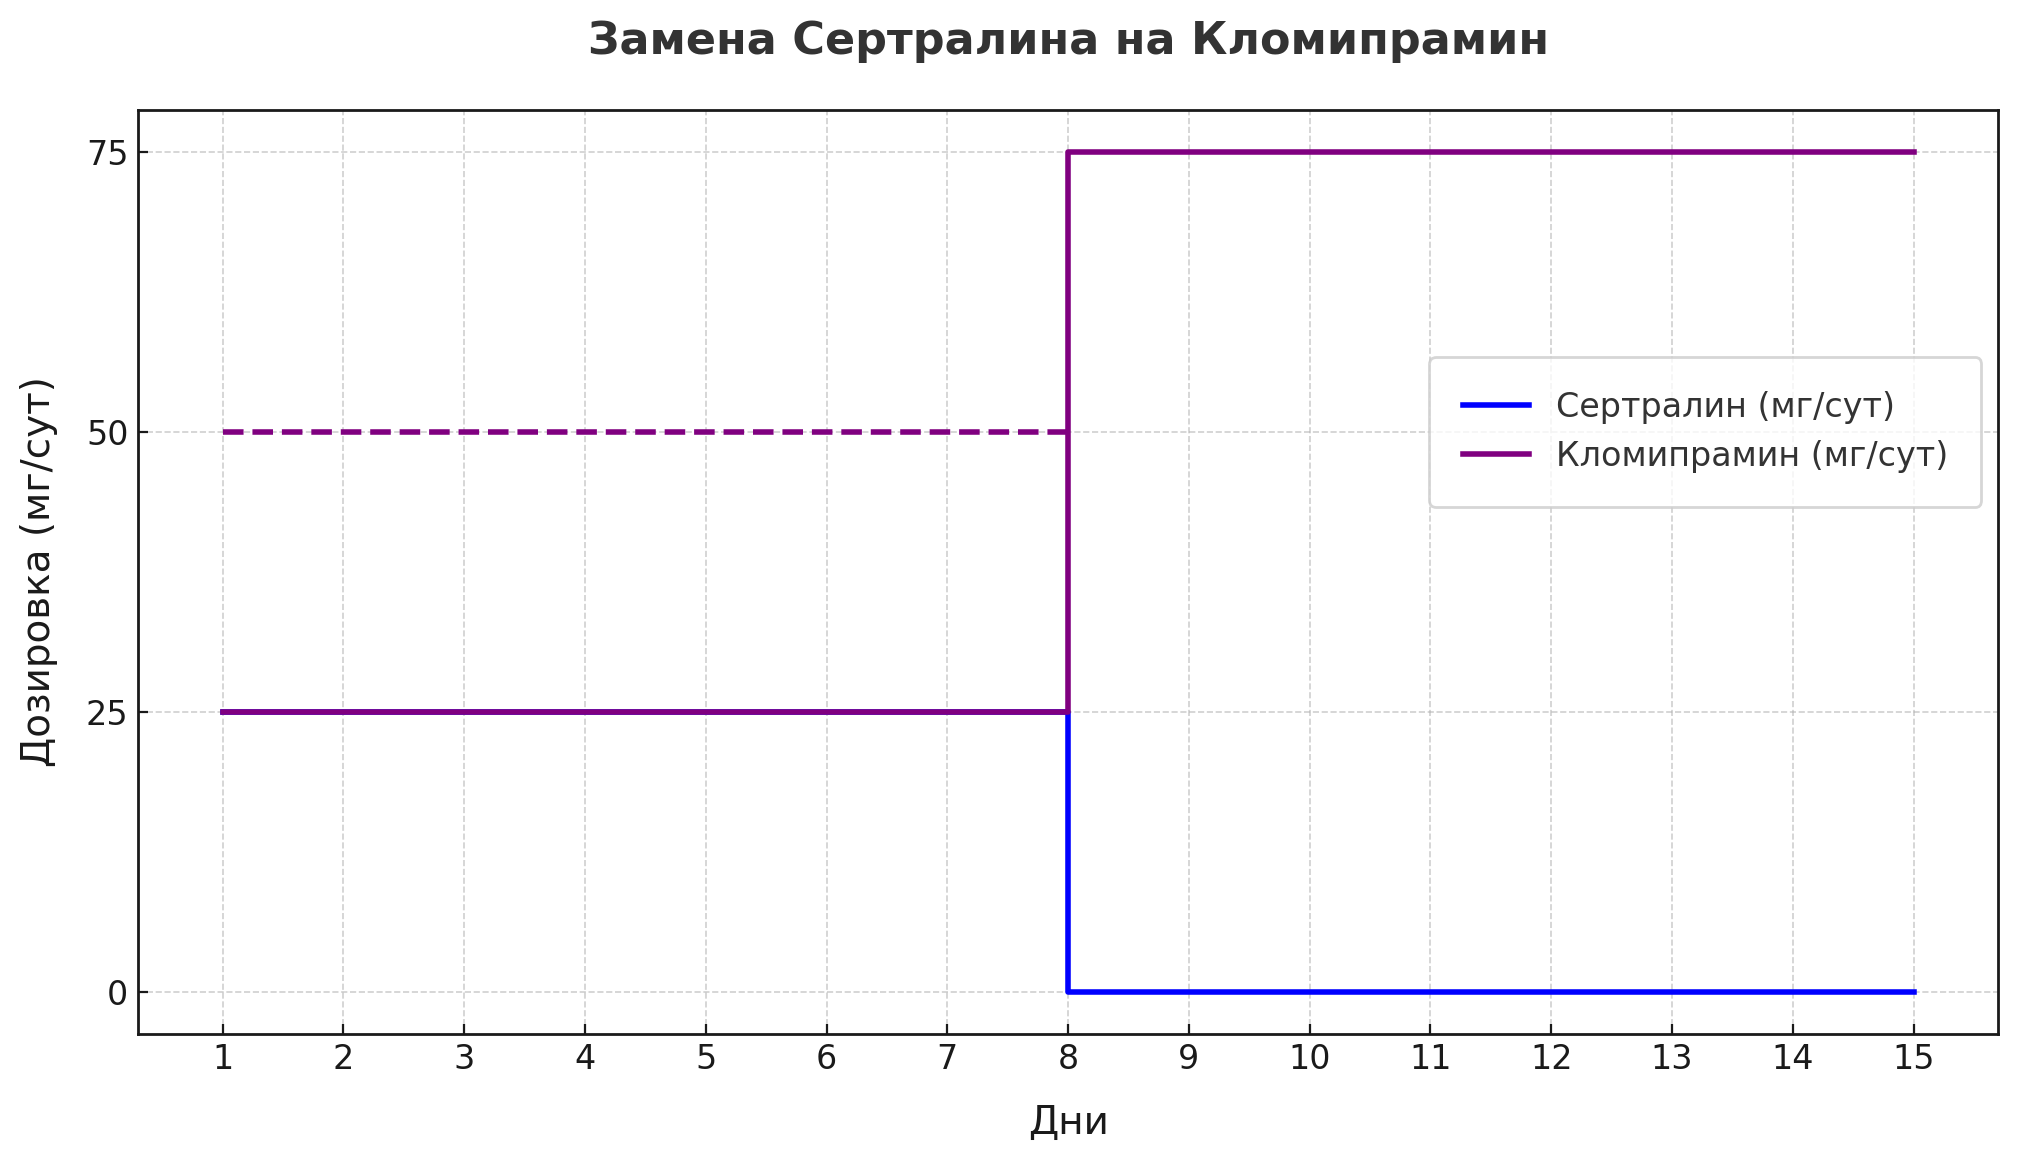 Замена Сертралина на Кломипрамин
Дозировка (мг/сут)
75
50
25
0
Сертралин (мг/сут)
Кломипрамин (мг/сут)
1 2 3 4 5 6 7 8 9 10 11 12 13 14 15
Дни